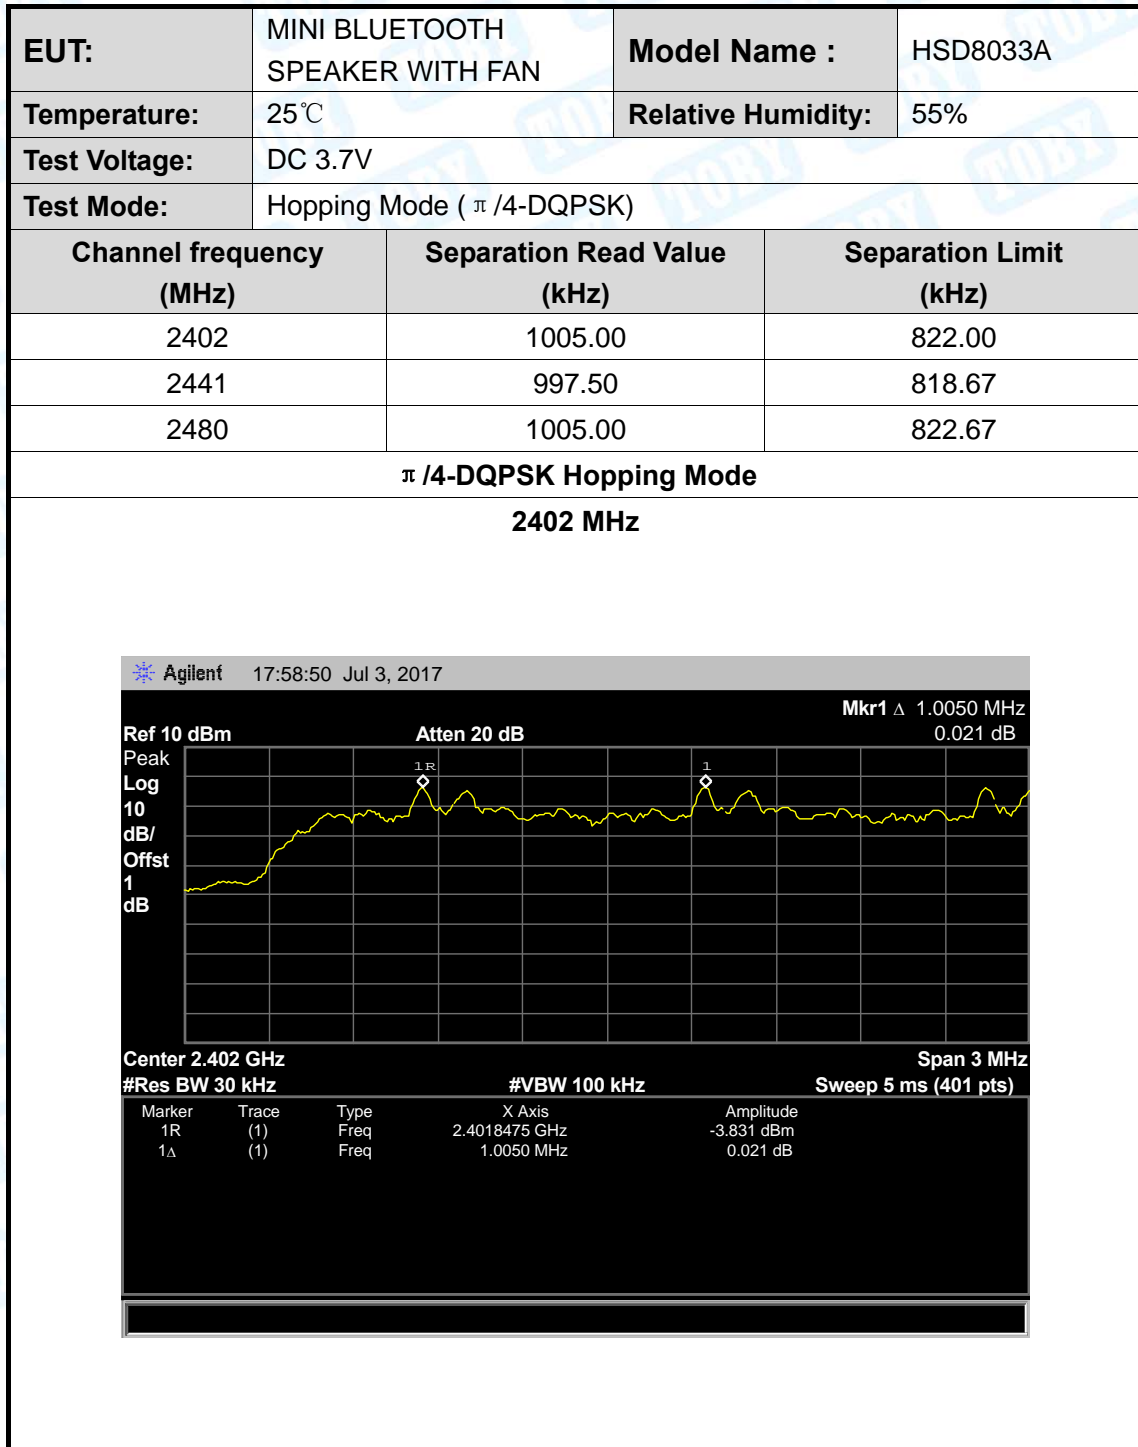 EUT: MINI BLUETOOTH SPEAKER WITH FAN Model Name : HSD8033A
Temperature: 25℃ Relative Humidity: 55%
Test Voltage: DC 3.7V
Test Mode: Hopping Mode ( π /4-DQPSK)
Channel frequency (MHz) Separation Read Value (kHz) Separation Limit (kHz)
2402 1005.00 822.00
2441 997.50 818.67
2480 1005.00 822.67
π /4-DQPSK Hopping Mode
2402 MHz
Agilent 17:58:50 Jul 3, 2017
Mkr1 Δ 1.0050 MHz
Ref 10 dBm Atten 20 dB 0.021 dB
Peak
Log
10
dB/
Offst
1
dB
1R 1
Center 2.402 GHz Span 3 MHz
#Res BW 30 kHz #VBW 100 kHz Sweep 5 ms (401 pts)
Marker Trace Type X Axis Amplitude
1R (1) Freq 2.4018475 GHz -3.831 dBm
1Δ (1) Freq 1.0050 MHz 0.021 dB
TOBY